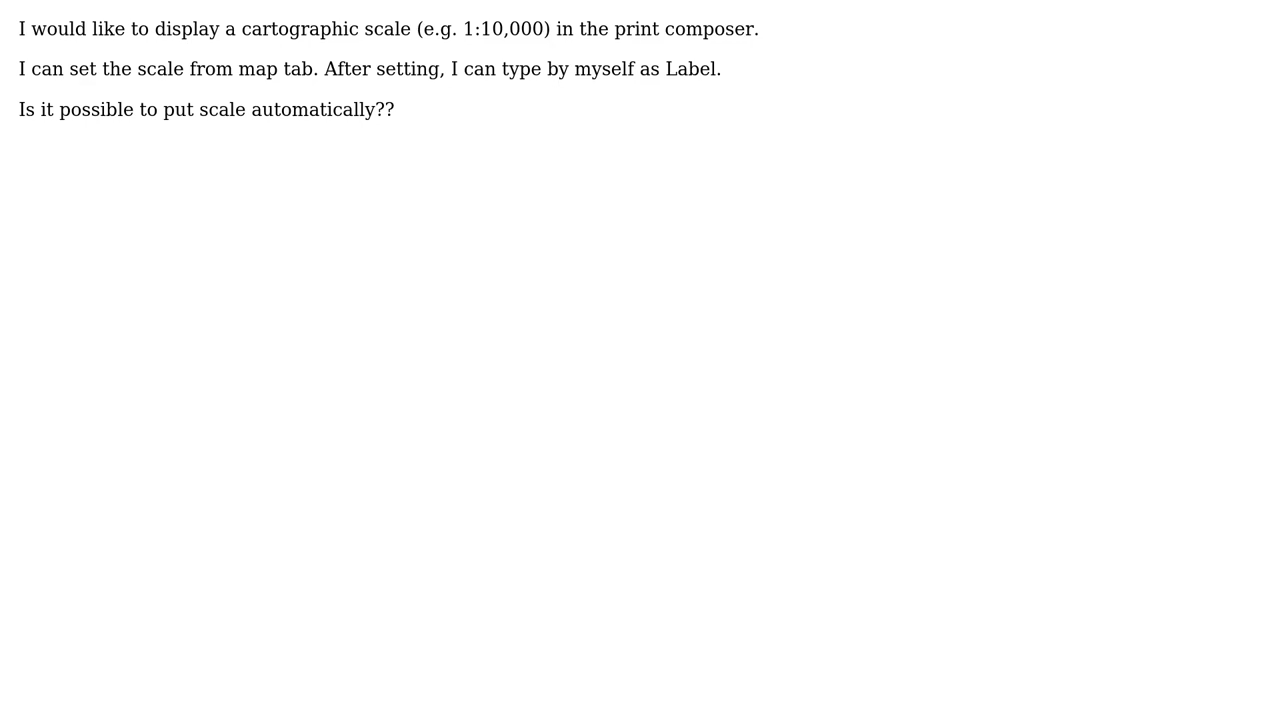 I would like to display a cartographic scale (e.g. 1:10,000) in the print composer.
I can set the scale from map tab. After setting, I can type by myself as Label.
Is it possible to put scale automatically??